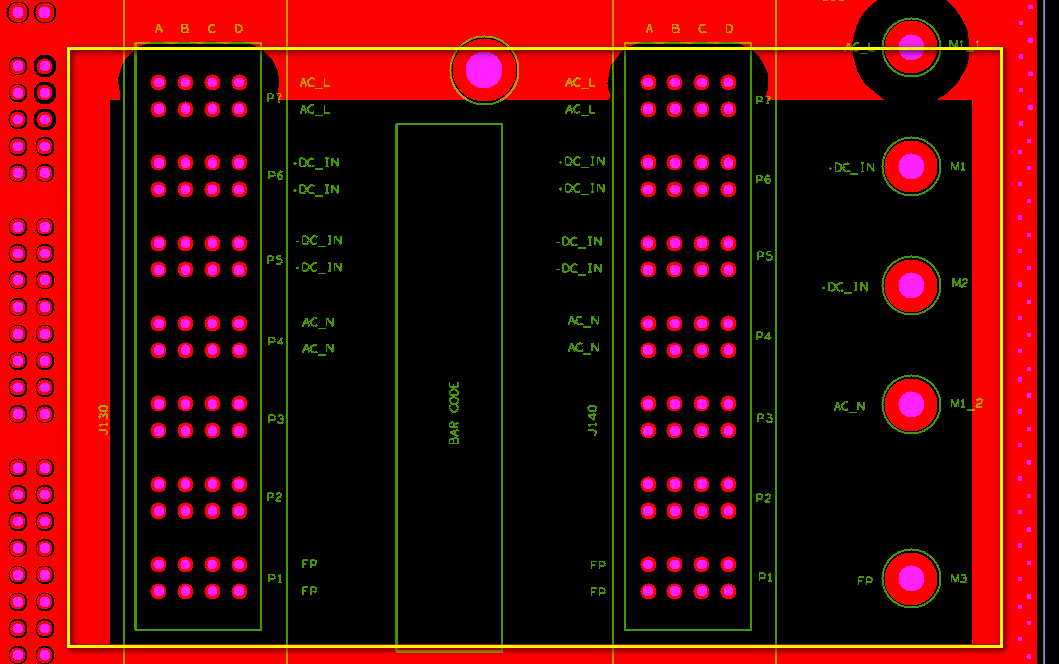 A B C D
A B C D
AC_L M1_1
AC_L
P7
AC_L
AC_L
P7
AC_L
+DC_IN
P6
+DC_IN
+DC_IN
P6
+DC_IN
+DC_IN M1
-DC_IN
P5
-DC_IN
-DC_IN
P5
-DC_IN
-DC_IN M2
AC_N
P4
AC_N
AC_N
P4
AC_N
J130
P3
BAR CODE
J140
P3
AC_N M1_2
P2
P2
FP
P1
FP
FP
P1
FP
FP M3